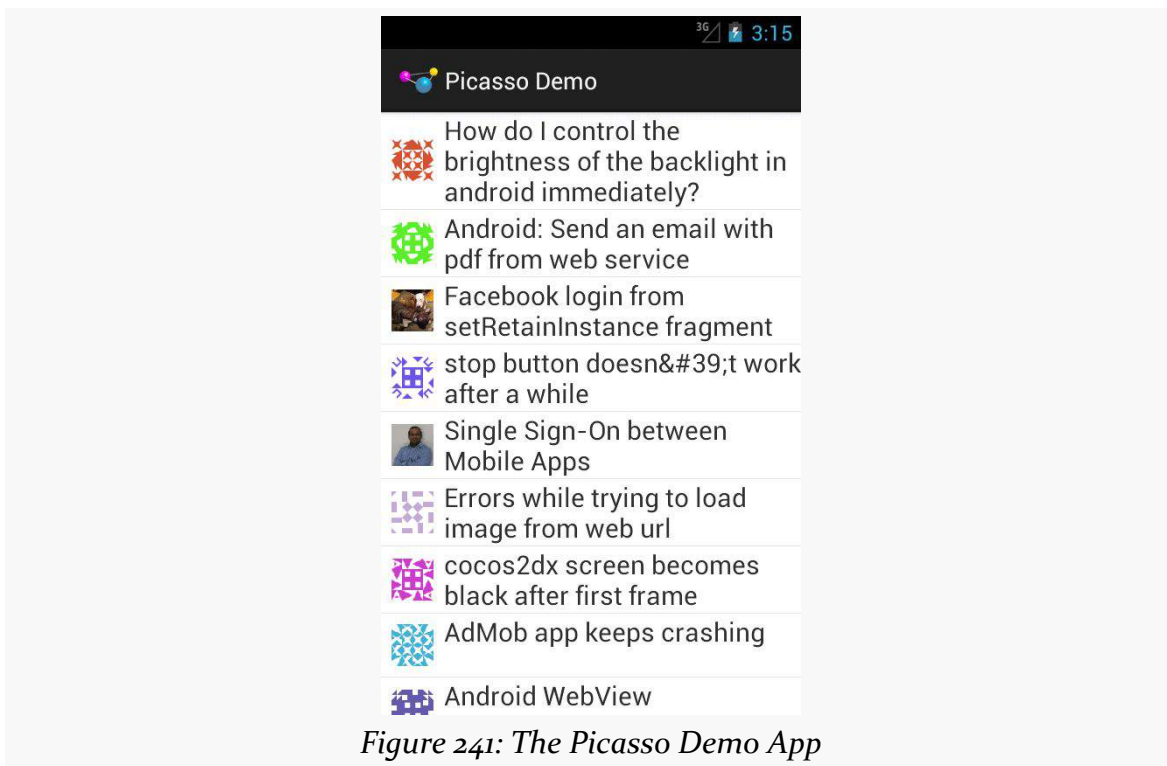 3G 3:15
Picasso Demo
How do I control the
brightness of the backlight in
android immediately?
Android: Send an email with
pdf from web service
Facebook login from
setRetainInstance fragment
stop button doesn&#39;t work
after a while
Single Sign-On between
Mobile Apps
Errors while trying to load
image from web url
cocos2dx screen becomes
black after first frame
AdMob app keeps crashing
Android WebView
Figure 241: The Picasso Demo App